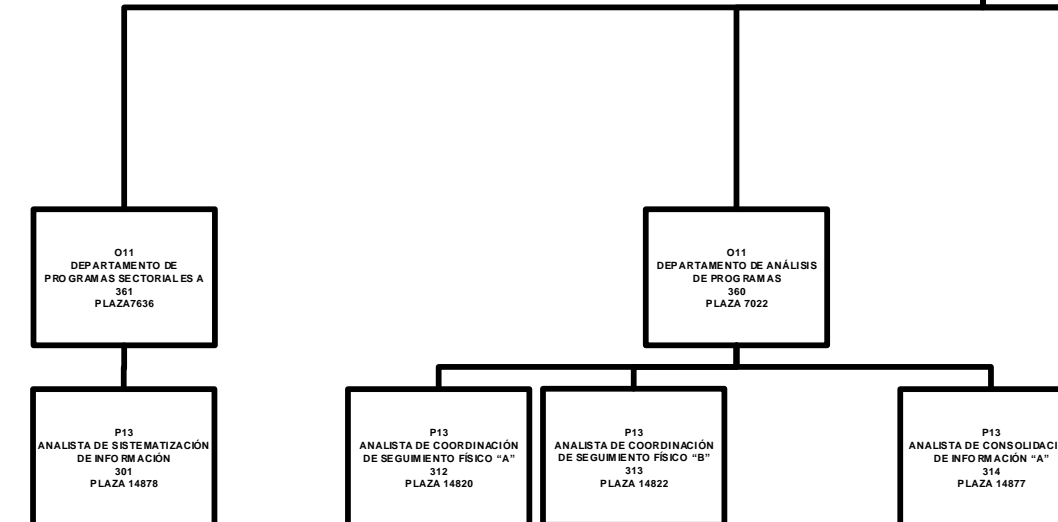 O11
DEPARTAMENTO DE
PROGRAMAS SECTORIALES A
361
PLAZA7636
O11
DEPARTAMENTO DE ANÁLISIS
DE PROGRAMAS
360
PLAZA 7022
P13
ANALISTA DE SISTEMATIZACIÓN
DE INFORMACIÓN
301
PLAZA 14878
P13
ANALISTA DE COORDINACIÓN
DE SEGUIMIENTO FÍSICO “A”
312
PLAZA 14820
P13
ANALISTA DE COORDINACIÓN
DE SEGUIMIENTO FÍSICO “B”
313
PLAZA 14822
P13
ANALISTA DE CONSOLIDACI
DE INFORMACIÓN “A”
314
PLAZA 14877